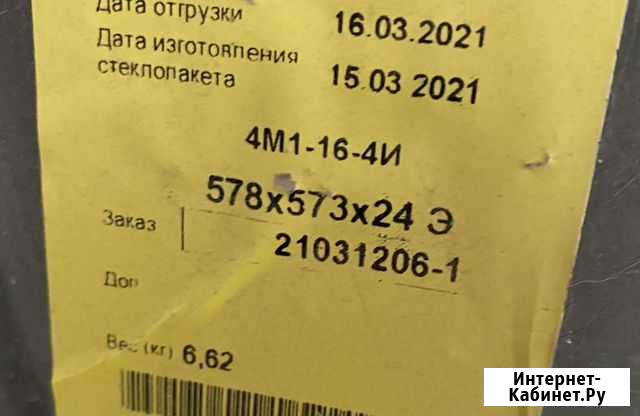 Дата отгрузки 16.03.2021
Дата изготовления
стеклопакета 15.03 2021
4М1-16-4И
578х573х24 Э
Заказ 21031206-1
Дог
Вес (кг) 6,62
Интернет-
Кабинет.Ру